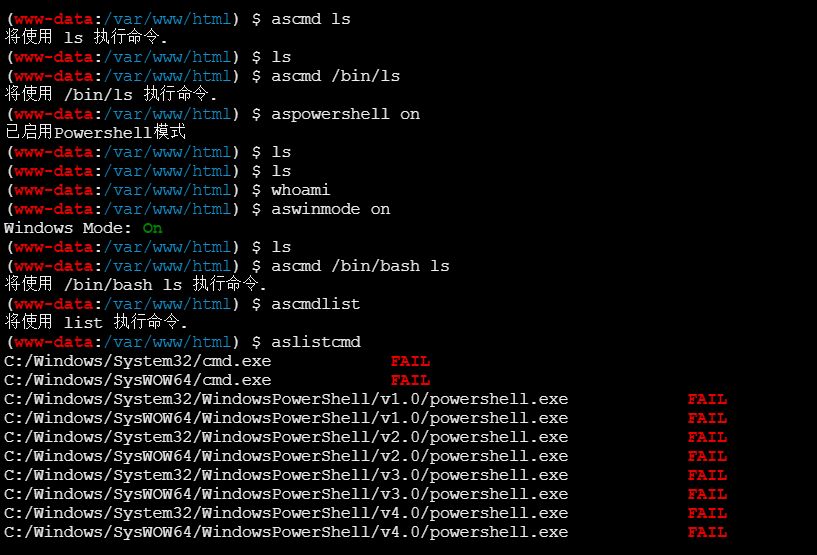 (www-data:/var/www/html) $ ascmd ls
将使用 ls 执行命令.
(www-data:/var/www/html) $ ls
(www-data:/var/www/html) $ ascmd /bin/ls
将使用 /bin/ls 执行命令.
(www-data:/var/www/html) $ aspowershell on
已启用Powershell模式
(www-data:/var/www/html) $ ls
(www-data:/var/www/html) $ ls
(www-data:/var/www/html) $ whoami
(www-data:/var/www/html) $ aswinmode on
Windows Mode: On
(www-data:/var/www/html) $ ls
(www-data:/var/www/html) $ ascmd /bin/bash ls
将使用 /bin/bash ls 执行命令.
(www-data:/var/www/html) $ ascmdlist
将使用 list 执行命令.
(www-data:/var/www/html) $ aslistcmd
C:/Windows/System32/cmd.exe FAIL
C:/Windows/SysWOW64/cmd.exe FAIL
C:/Windows/System32/WindowsPowerShell/v1.0/powershell.exe FAIL
C:/Windows/SysWOW64/WindowsPowerShell/v1.0/powershell.exe FAIL
C:/Windows/System32/WindowsPowerShell/v2.0/powershell.exe FAIL
C:/Windows/SysWOW64/WindowsPowerShell/v2.0/powershell.exe FAIL
C:/Windows/System32/WindowsPowerShell/v3.0/powershell.exe FAIL
C:/Windows/SysWOW64/WindowsPowerShell/v3.0/powershell.exe FAIL
C:/Windows/System32/WindowsPowerShell/v4.0/powershell.exe FAIL
C:/Windows/SysWOW64/WindowsPowerShell/v4.0/powershell.exe FAIL